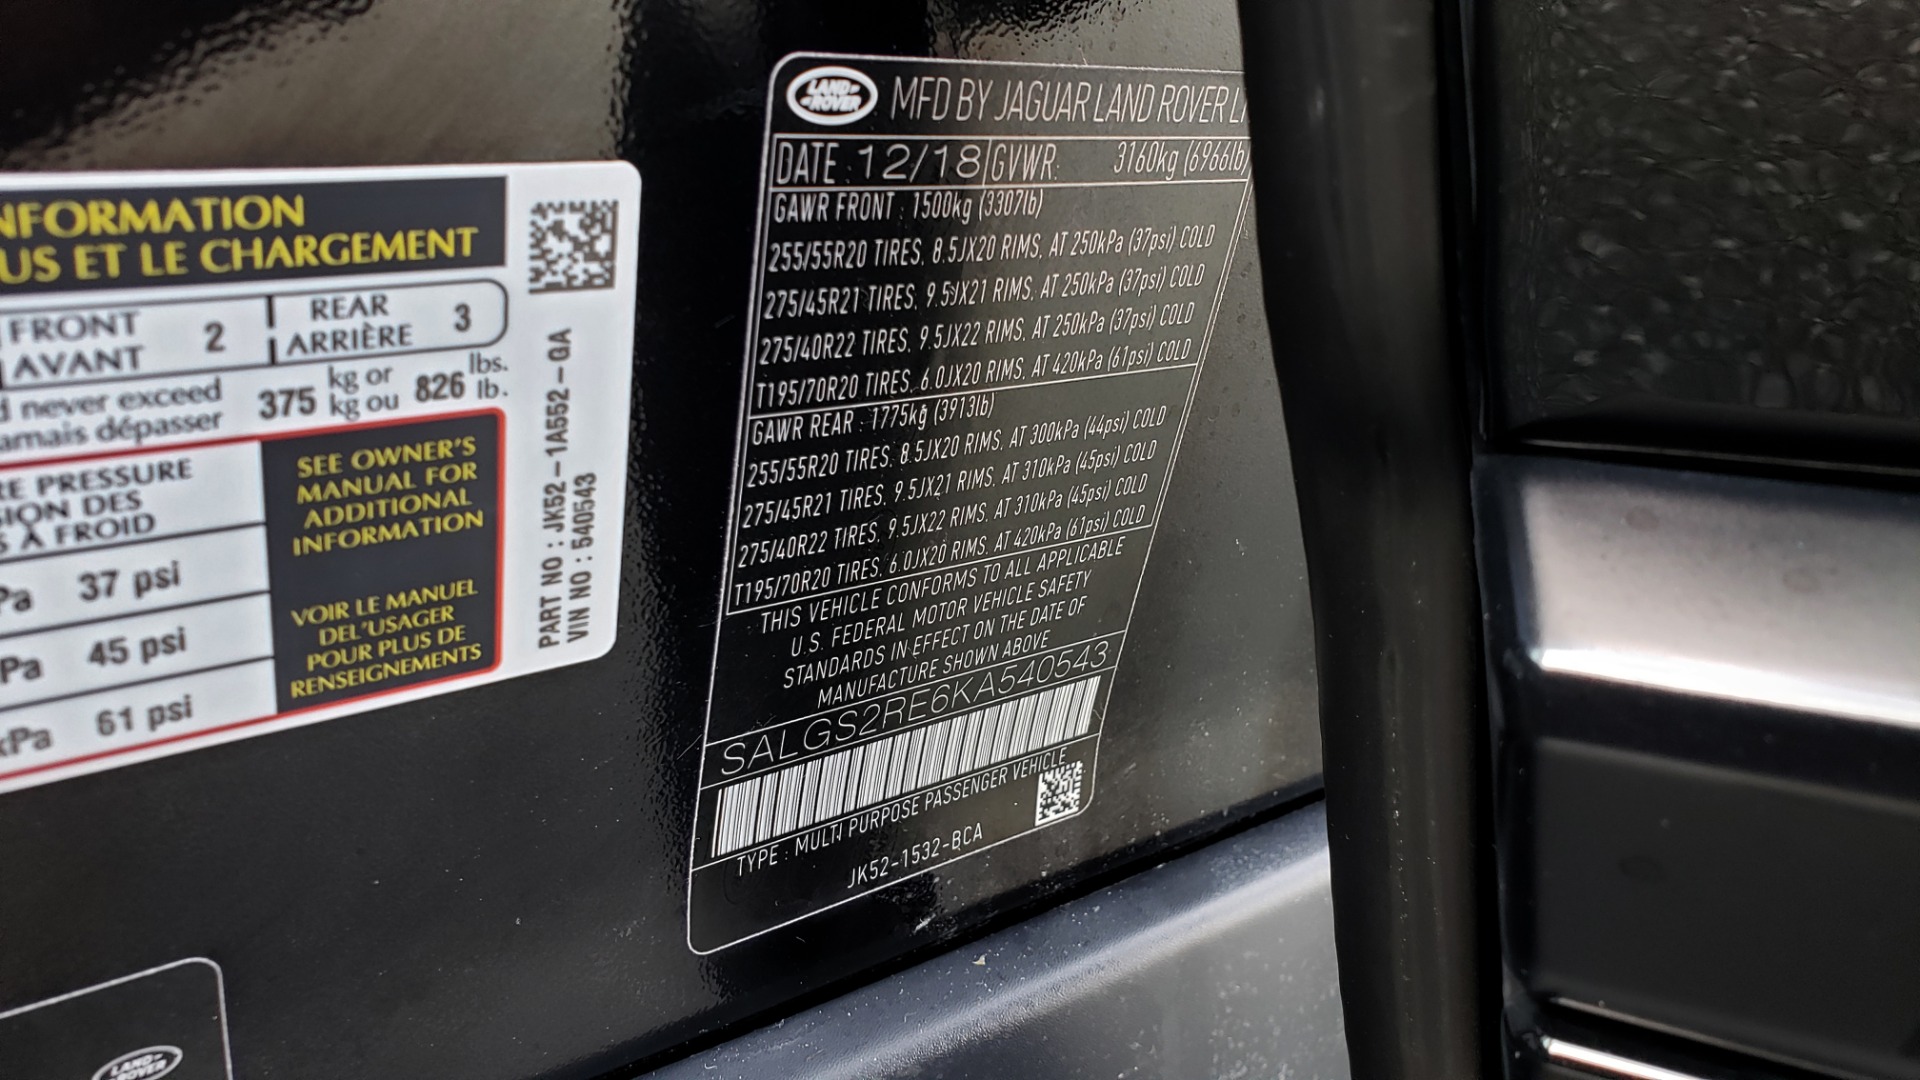 NFORMATION
US ET LE CHARGEMENT
FRONT
AVANT
2
REAR
ARRIÈRE
3
never exceed
dépasser
375
kg or
kg ou
826
lbs.
lb.
PRESSURE
DES
À FROID
37 psi
Pa
45 psi
kPa
61 psi
SEE OWNER'S
MANUAL FOR
ADDITIONAL
INFORMATION
VOIR LE MANUEL
DEL'USAGER
POUR PLUS DE
RENSEIGNEMENTS
PART NO : JK52-1A552-GA
VIN NO : 540543
LAND ROVER
MFD BY JAGUAR LAND ROVER LI
DATE : 12/18 GVWR: 3160kg (6966lb)
GAWR FRONT : 1500kg (3307lb)
255/55R20 TIRES, 8.5JX20 RIMS, AT 250kPa (37psi) COLD
275/45R21 TIRES, 9.5JX21 RIMS, AT 250kPa (37psi) COLD
275/40R22 TIRES, 9.5JX22 RIMS, AT 250kPa (37psi) COLD
T195/70R20 TIRES, 6.0JX20 RIMS, AT 420kPa (61psi) COLD
GAWR REAR : 1775kg (3913lb)
255/55R20 TIRES, 8.5JX20 RIMS, AT 300kPa (44psi) COLD
275/45R21 TIRES, 9.5JX21 RIMS, AT 310kPa (45psi) COLD
275/40R22 TIRES, 9.5JX22 RIMS, AT 310kPa (45psi) COLD
T195/70R20 TIRES, 6.0JX20 RIMS, AT 420kPa (61psi) COLD
THIS VEHICLE CONFORMS TO ALL APPLICABLE
U.S. FEDERAL MOTOR VEHICLE SAFETY
STANDARDS IN EFFECT ON THE DATE OF
MANUFACTURE SHOWN ABOVE
SALGS2RE6KA540543
TYPE : MULTI PURPOSE PASSENGER VEHICLE
JK52-1532-BCA
LAND ROVER